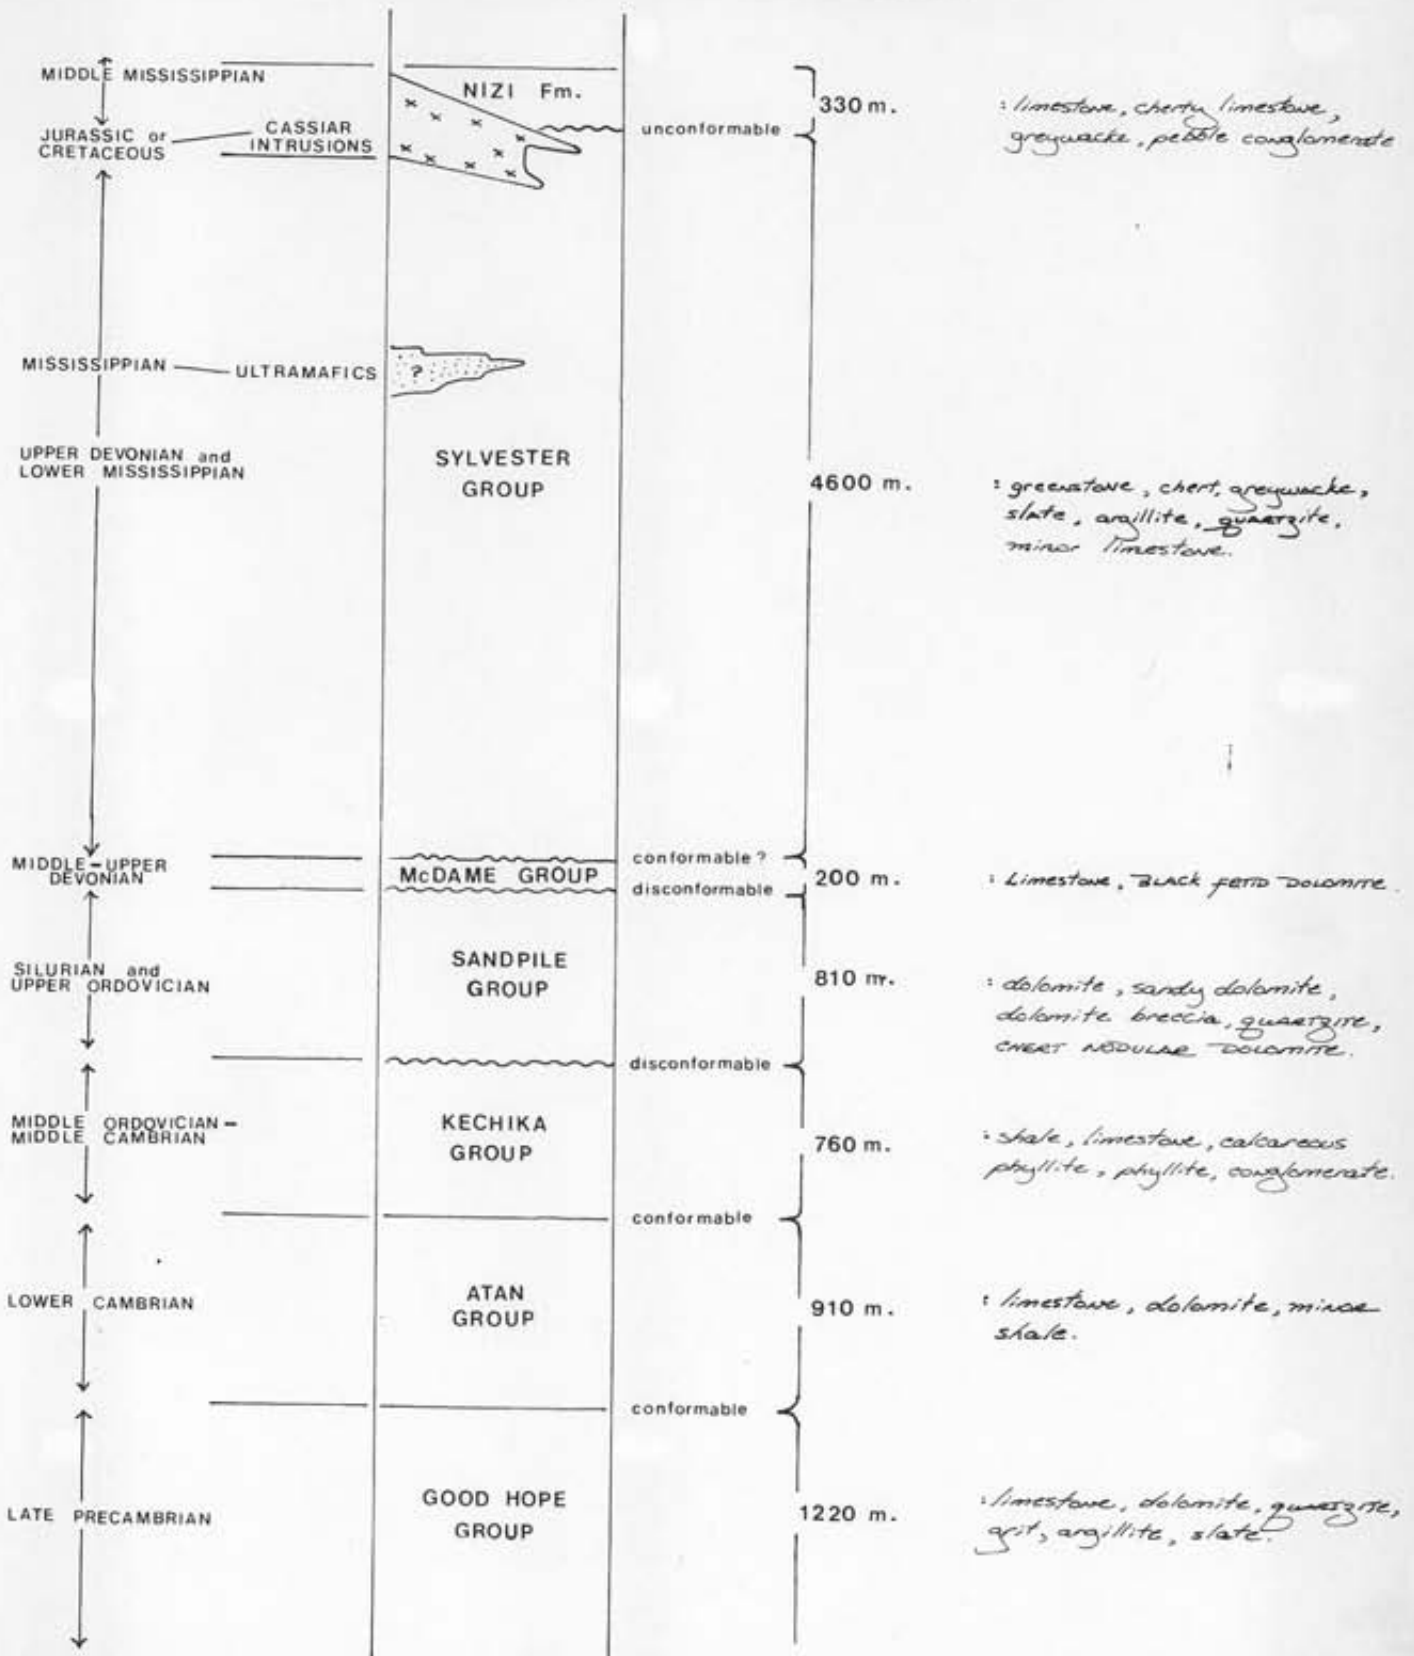 MIDDLE MISSISSIPPIAN
NIZI Fm.
330 m.
: limestone, cherty limestone,
greywacke, pebble conglomerate
JURASSIC or
CRETACEOUS
CASSIAR
INTRUSIONS
unconformable
MISSISSIPPIAN
ULTRAMAFICS
?
UPPER DEVONIAN and
LOWER MISSISSIPPIAN
SYLVESTER
GROUP
4600 m.
: greenstone, chert, greywacke,
slate, argillite, quartzite,
minor limestone.
MIDDLE-UPPER
DEVONIAN
conformable ?
McDAME GROUP
disconformable
200 m.
: Limestone, BLACK FETID DOLOMITE.
SILURIAN and
UPPER ORDOVICIAN
SANDPILE
GROUP
810 m.
: dolomite, sandy dolomite,
dolomite breccia, quartzite,
CHERT NODULAR DOLOMITE.
disconformable
MIDDLE ORDOVICIAN-
MIDDLE CAMBRIAN
KECHIKA
GROUP
760 m.
: shale, limestone, calcareous
phyllite, phyllite, conglomerate.
conformable
LOWER CAMBRIAN
ATAN
GROUP
910 m.
: limestone, dolomite, minor
shale.
conformable
LATE PRECAMBRIAN
GOOD HOPE
GROUP
1220 m.
: limestone, dolomite, quartzite,
grit, argillite, slate.